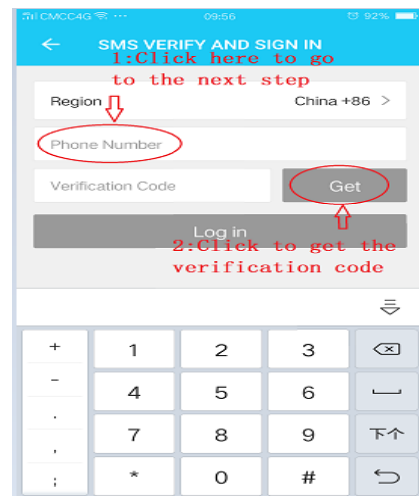 CMCC4G ··· 09:56 92%
← SMS VERIFY AND SIGN IN
1:Click here to go
to the next step
Region China +86 >
Phone Number
Verification Code Get
Log in
2:Click to get the
verification code
+ 1 2 3
- 4 5 6
. 7 8 9 下个
,
; * 0 #